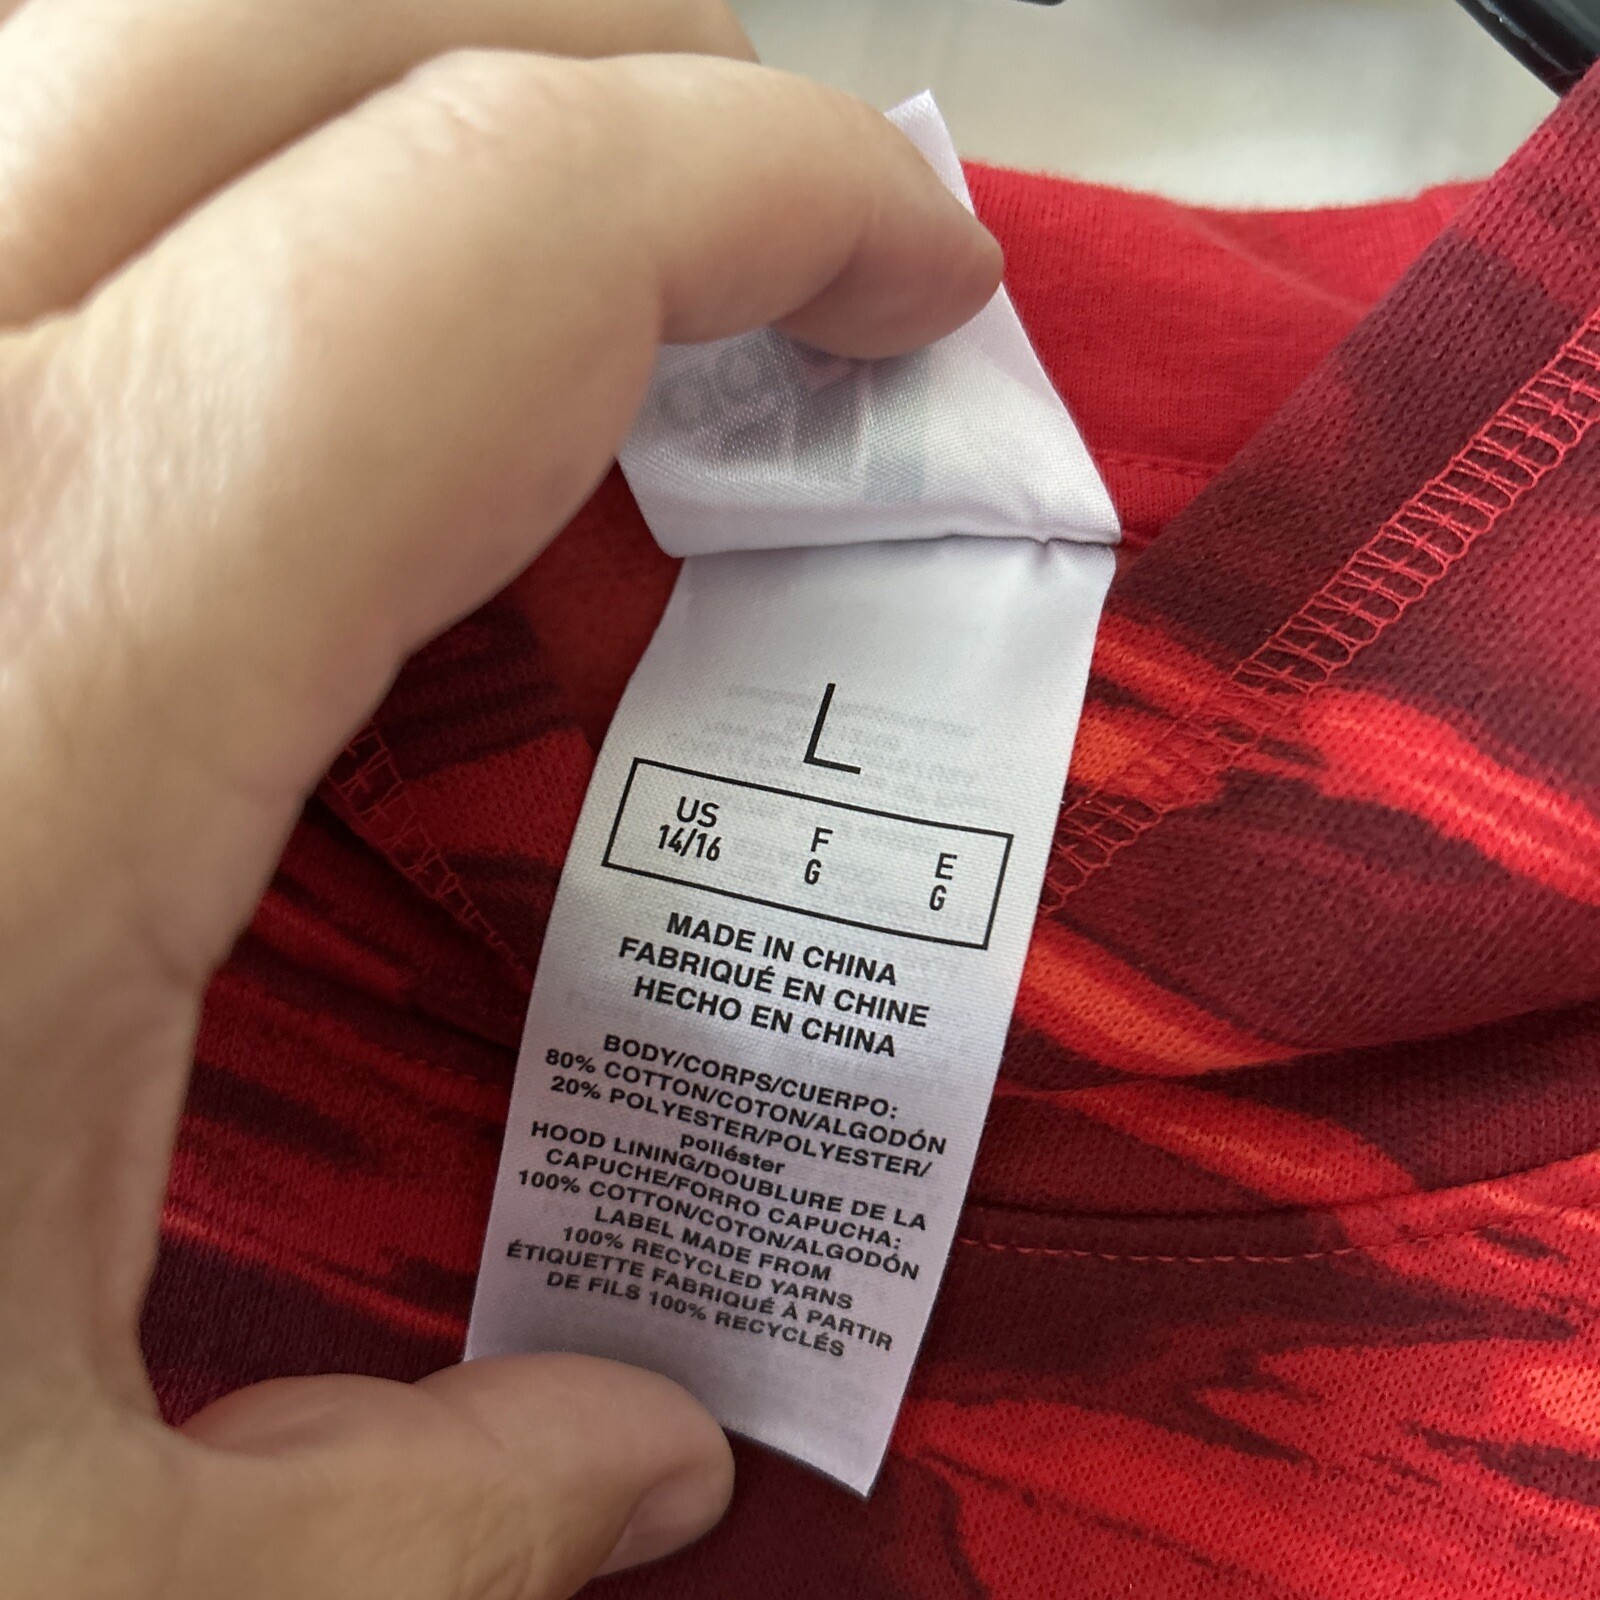 L
US F E
14/16 G G
MADE IN CHINA
FABRIQUÉ EN CHINE
HECHO EN CHINA
BODY/CORPS/CUERPO:
80% COTTON/COTON/ALGODÓN
20% POLYESTER/POLYESTER/
poliéster
HOOD LINING/DOUBLURE DE LA
CAPUCHE/FORRO CAPUCHA:
100% COTTON/COTON/ALGODÓN
LABEL MADE FROM
100% RECYCLED YARNS
ÉTIQUETTE FABRIQUÉ À PARTIR
DE FILS 100% RECYCLÉS